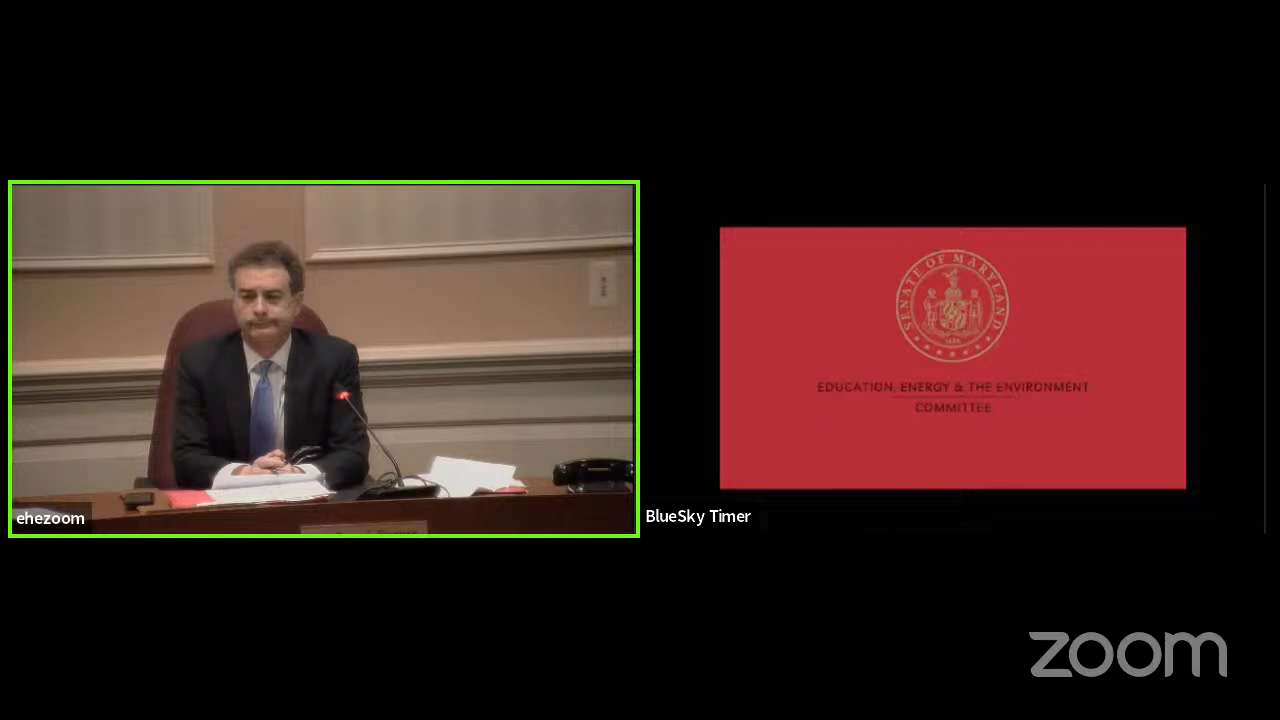 SENATE OF MARYLAND
EDUCATION, ENERGY & THE ENVIRONMENT
COMMITTEE
ehezoom
BlueSky Timer
zoom